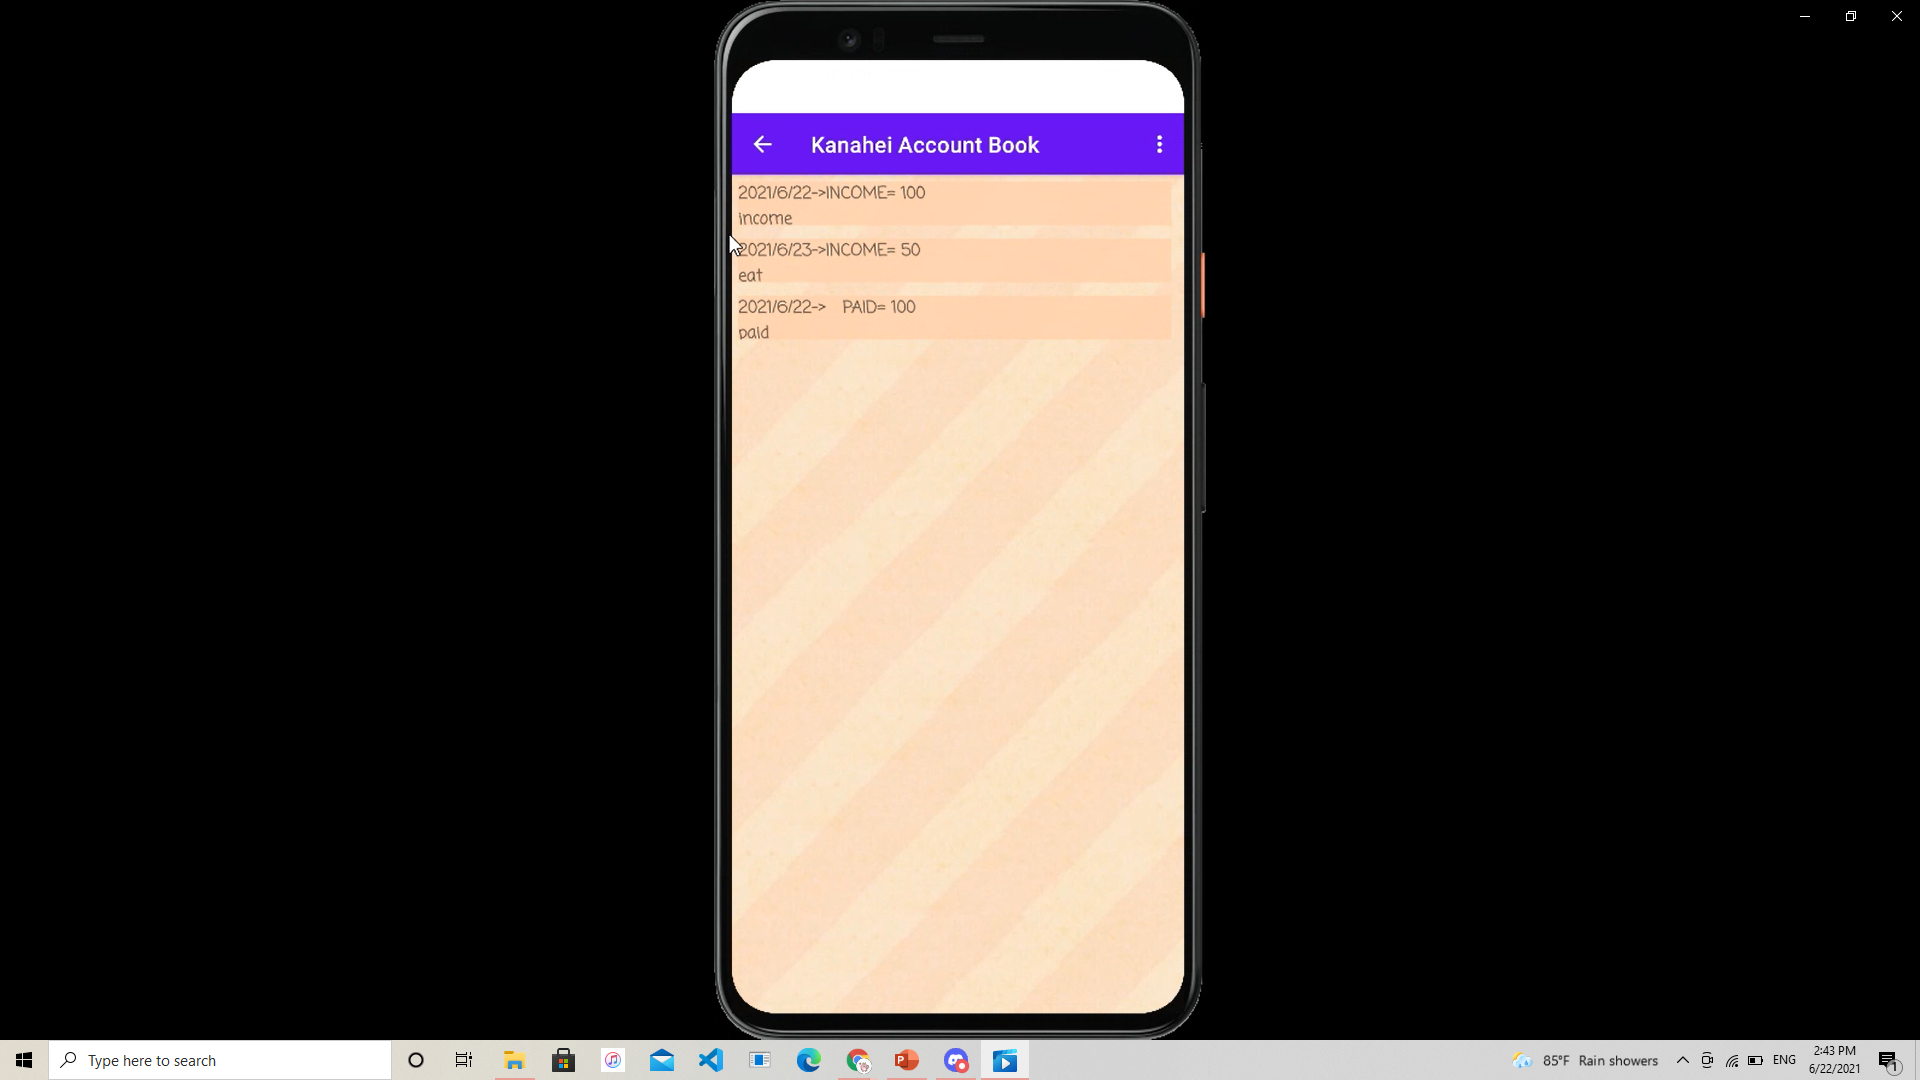 Kanahei Account Book
2021/6/22->INCOME= 100
income
2021/6/23->INCOME= 50
eat
2021/6/22-> PAID= 100
paid
Type here to search
85°F Rain showers
ENG
2:43 PM
6/22/2021
1